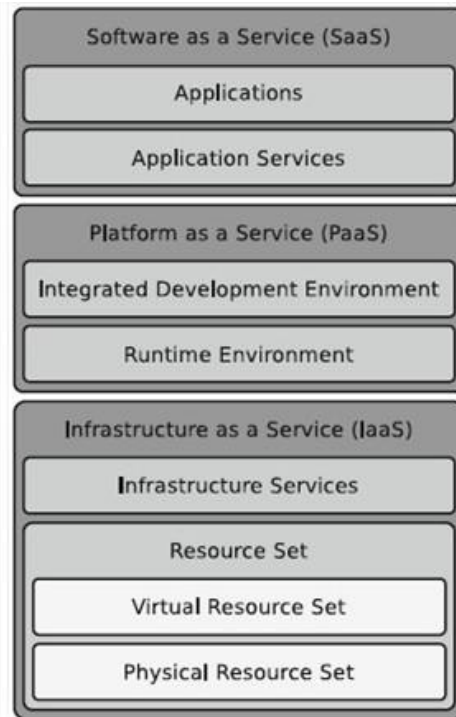 Software as a Service (SaaS)
Applications
Application Services
Platform as a Service (PaaS)
Integrated Development Environment
Runtime Environment
Infrastructure as a Service (IaaS)
Infrastructure Services
Resource Set
Virtual Resource Set
Physical Resource Set